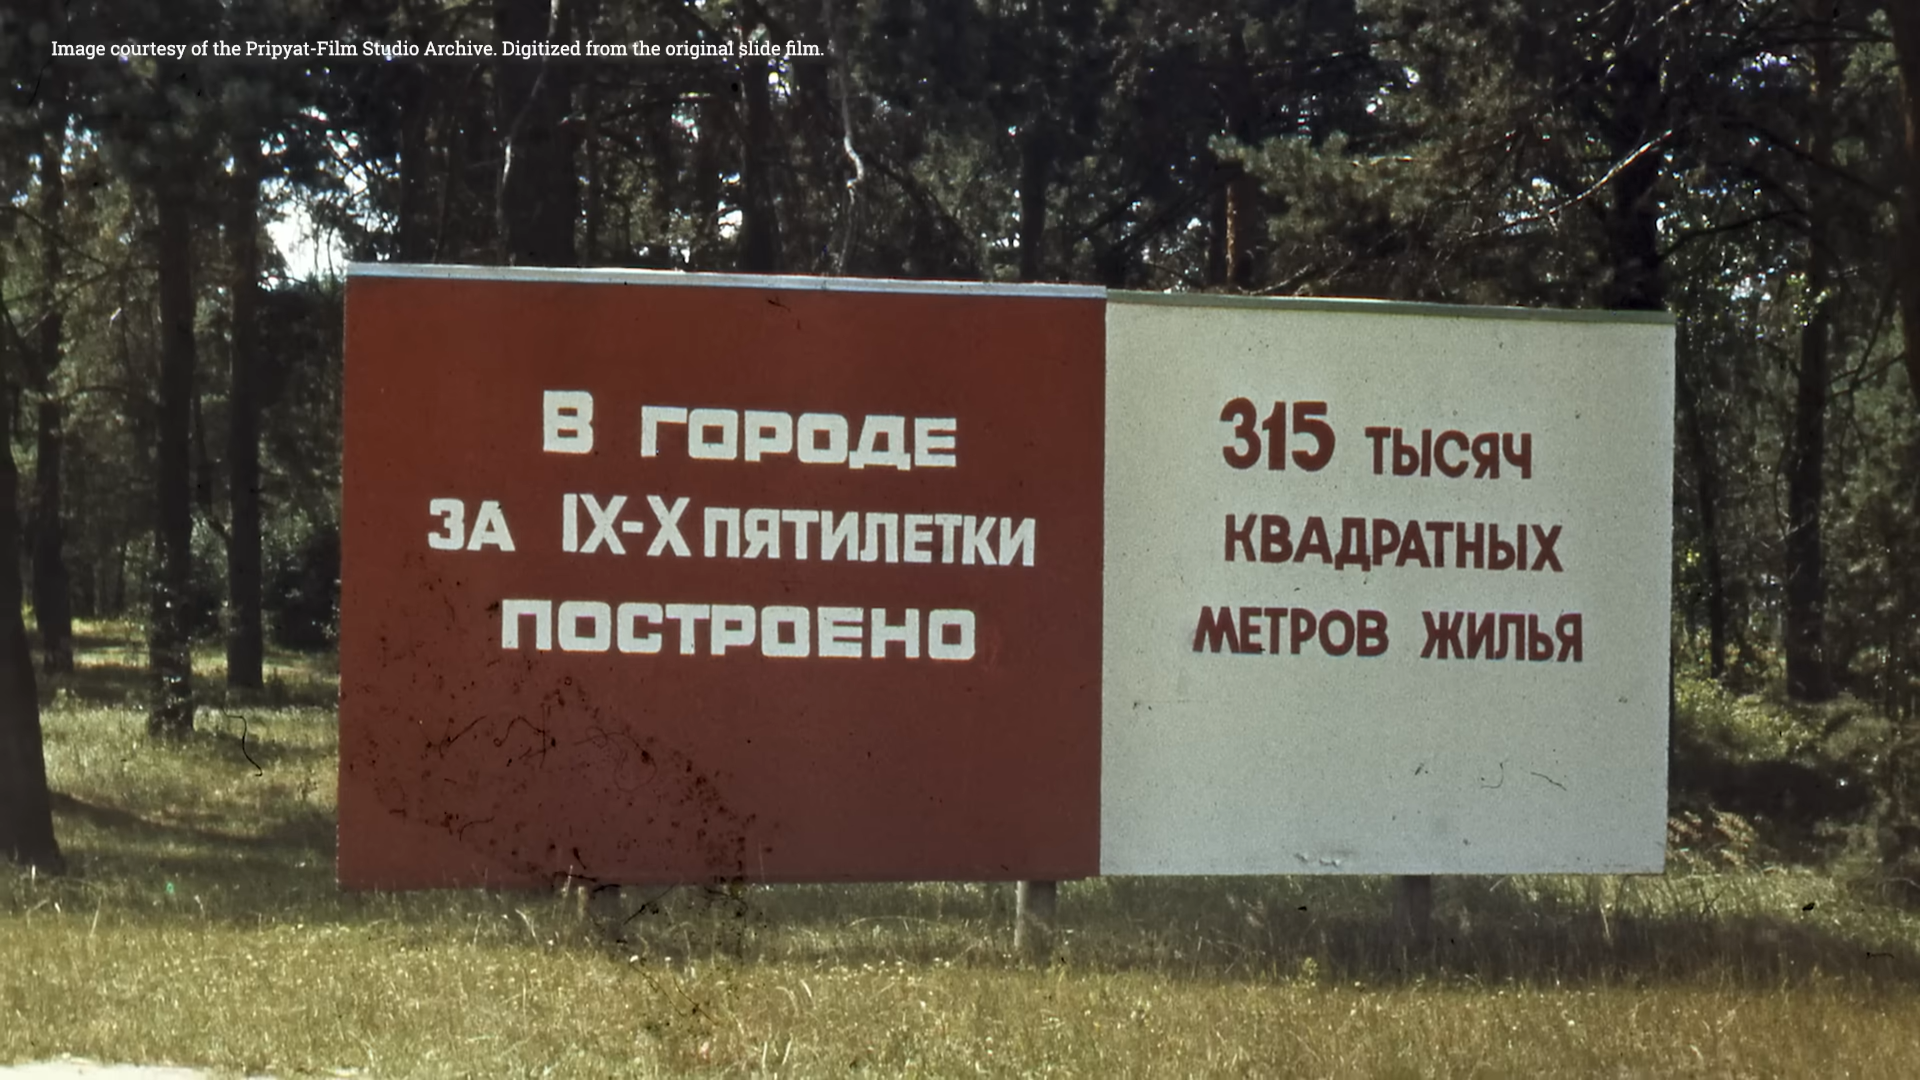 Image courtesy of the Pripyat-Film Studio Archive. Digitized from the original slide film.
В ГОРОДЕ
ЗА IX-X ПЯТИЛЕТКИ
ПОСТРОЕНО
315 ТЫСЯЧ
КВАДРАТНЫХ
МЕТРОВ ЖИЛЬЯ